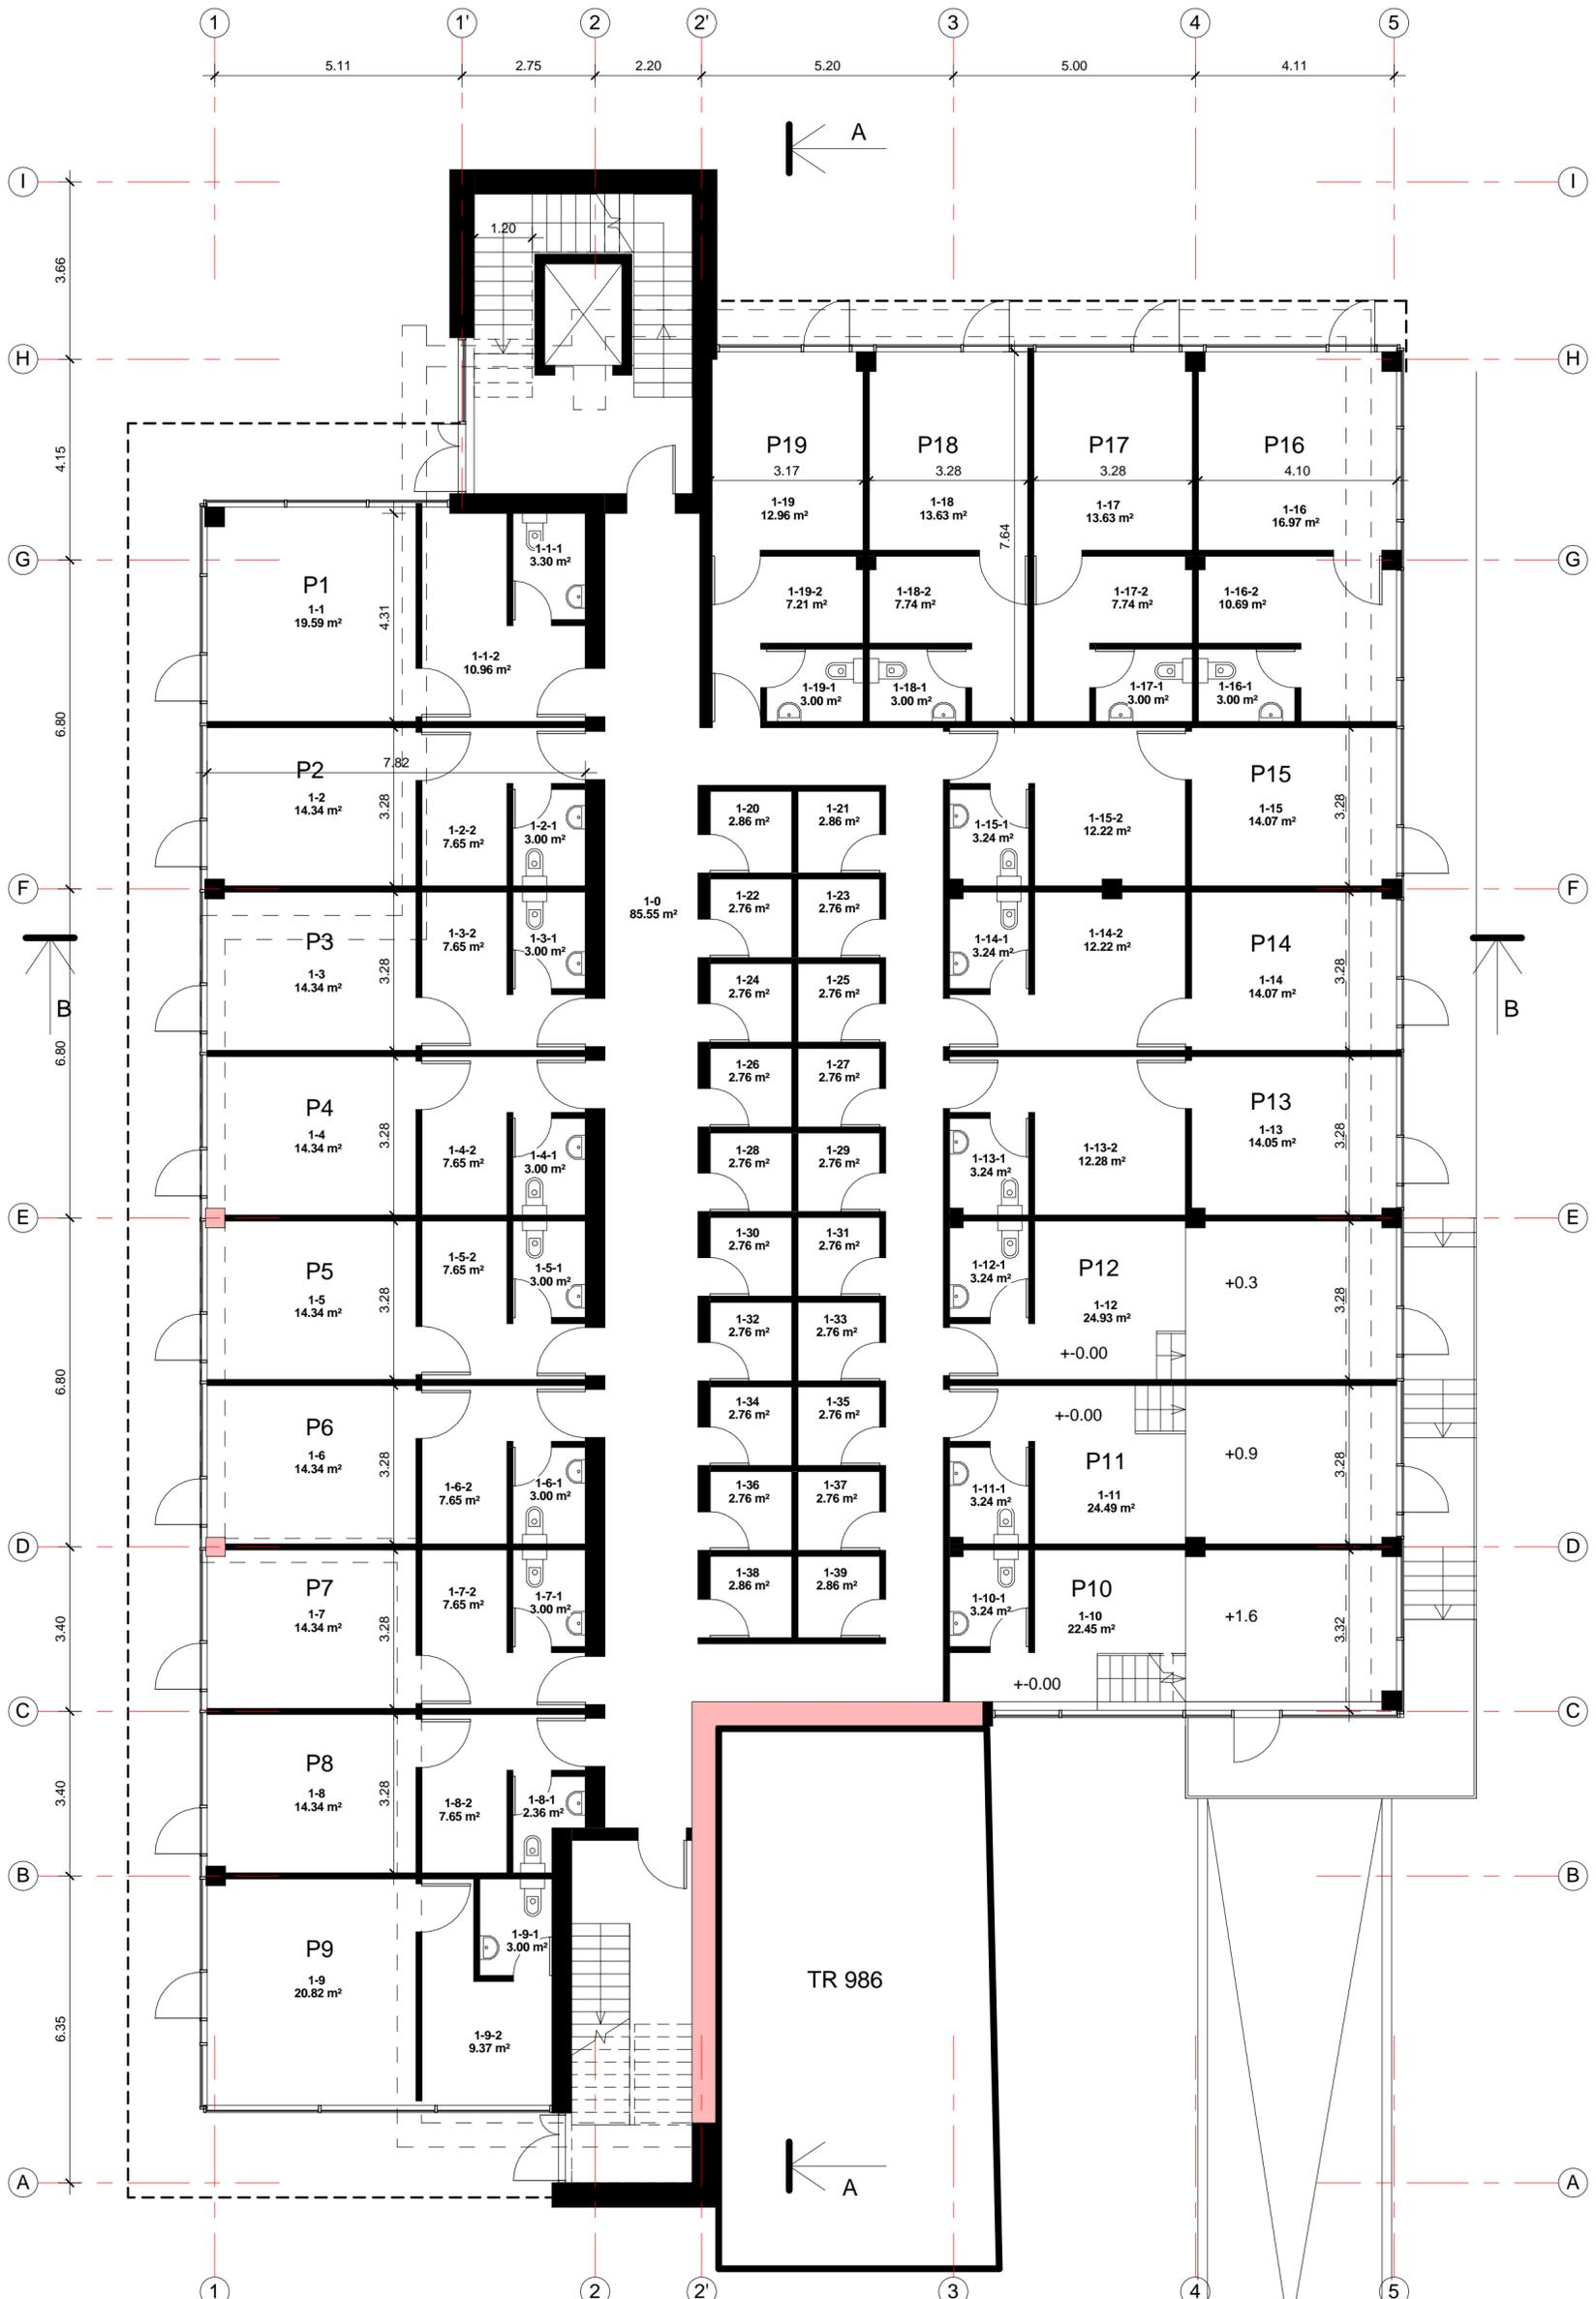 1 1' 2 2' 3 4 5
5.11 2.75 2.20 5.20 5.00 4.11
A
I I
1.20
3.66
H H
P19 P18 P17 P16
4.15
3.17 3.28 3.28 4.10
1-19 1-18 1-17 1-16
12.96 m² 13.63 m² 13.63 m² 16.97 m²
7.64
1-1-1
3.30 m²
G G
P1
1-1
19.59 m²
4.31
1-19-2 1-18-2 1-17-2 1-16-2
7.21 m² 7.74 m² 7.74 m² 10.69 m²
1-1-2
10.96 m²
1-19-1 1-18-1 1-17-1 1-16-1
3.00 m² 3.00 m² 3.00 m² 3.00 m²
6.80
7.82
P2 P15
1-2
14.34 m²
3.28
1-2-2
7.65 m²
1-2-1
3.00 m²
1-20 1-21
2.86 m² 2.86 m²
1-15-1
3.24 m²
1-15-2
12.22 m²
1-15
14.07 m²
3.28
F F
1-22 1-23
2.76 m² 2.76 m²
1-0
85.55 m²
P3 P14
1-3
14.34 m²
3.28
1-3-2
7.65 m²
1-3-1
3.00 m²
1-14-1
3.24 m²
1-14-2
12.22 m²
1-14
14.07 m²
3.28
1-24 1-25
2.76 m² 2.76 m²
B B
6.80
1-26 1-27
2.76 m² 2.76 m²
P4 P13
1-4
14.34 m²
3.28
1-4-2
7.65 m²
1-4-1
3.00 m²
1-28 1-29
2.76 m² 2.76 m²
1-13-1
3.24 m²
1-13-2
12.28 m²
1-13
14.05 m²
3.28
E E
1-30 1-31
2.76 m² 2.76 m²
P5 P12
1-5
14.34 m²
3.28
1-5-2
7.65 m²
1-5-1
3.00 m²
1-12-1
3.24 m²
1-12
24.93 m²
+0.3
3.28
+-0.00
1-32 1-33
2.76 m² 2.76 m²
6.80
1-34 1-35
2.76 m² 2.76 m²
+-0.00
P6 P11
1-6
14.34 m²
3.28
1-6-2
7.65 m²
1-6-1
3.00 m²
1-36 1-37
2.76 m² 2.76 m²
1-11-1
3.24 m²
1-11
24.49 m²
+0.9
3.28
D D
1-38 1-39
2.86 m² 2.86 m²
P7 P10
1-7
14.34 m²
3.28
1-7-2
7.65 m²
1-7-1
3.00 m²
1-10-1
3.24 m²
1-10
22.45 m²
+1.6
3.32
+-0.00
3.40
C C
P8
1-8
14.34 m²
3.28
1-8-2
7.65 m²
1-8-1
2.36 m²
3.40
B B
P9
1-9
20.82 m²
1-9-1
3.00 m²
1-9-2
9.37 m²
TR 986
6.35
A A
A
1 2 2' 3 4 5